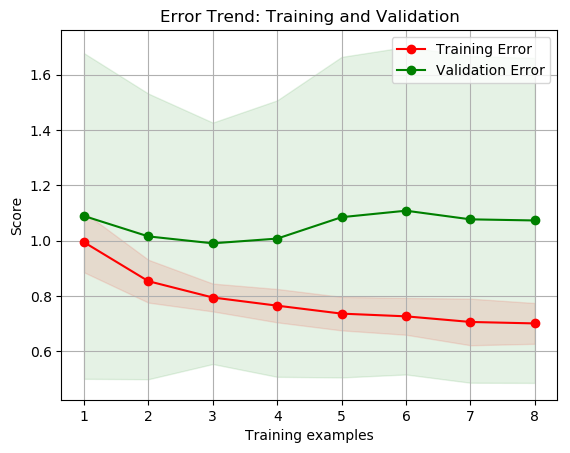 Error Trend: Training and Validation
Training Error
Validation Error
1.6
1.4
1.2
1.0
0.8
0.6
Score
1 2 3 4 5 6 7 8
Training examples